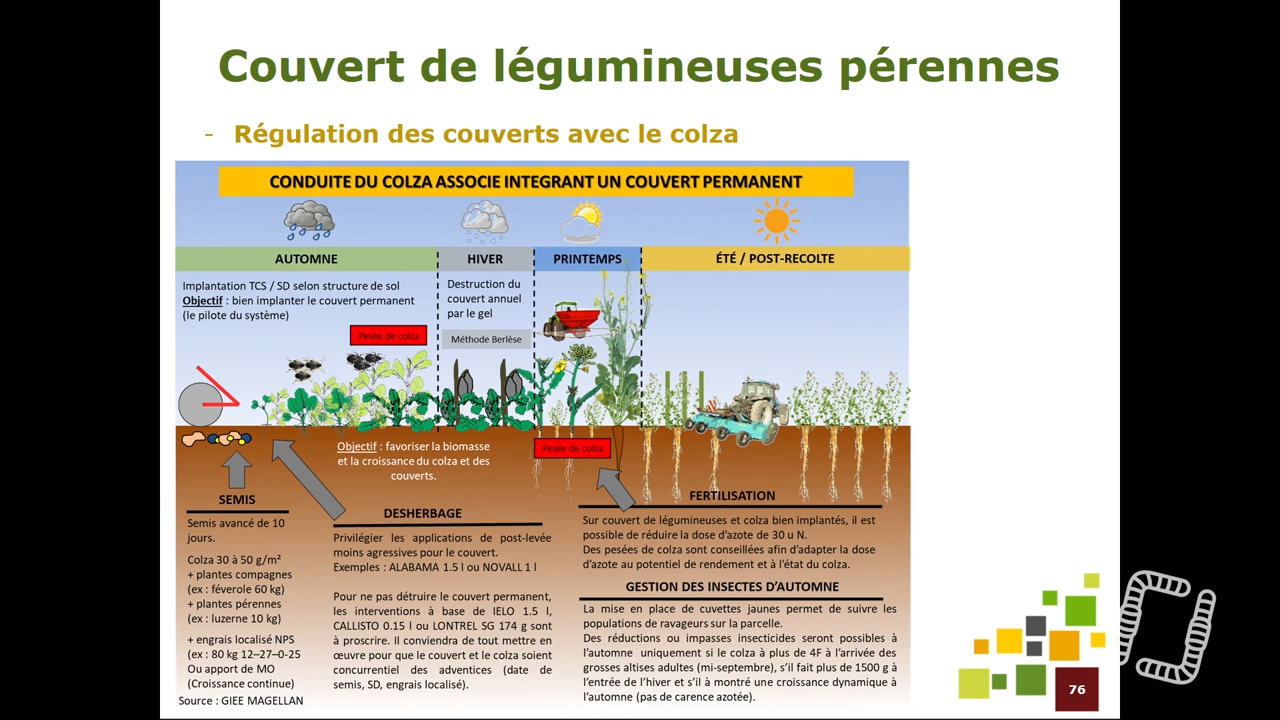 Couvert de légumineuses pérennes
- Régulation des couverts avec le colza
CONDUITE DU COLZA ASSOCIE INTEGRANT UN COUVERT PERMANENT
AUTOMNE
HIVER
PRINTEMPS
ÉTÉ / POST-RECOLTE
Implantation TCS / SD selon structure de sol
Objectif : bien implanter le couvert permanent
(le pilote du système)
Pesée de colza
Destruction du
couvert annuel
par le gel
Méthode Berlèse
Objectif : favoriser la biomasse
et la croissance du colza et des
couverts.
Pesée de colza
SEMIS
Semis avancé de 10
jours.
Colza 30 à 50 g/m²
+ plantes compagnes
(ex : féverole 60 kg)
+ plantes pérennes
(ex : luzerne 10 kg)
+ engrais localisé NPS
(ex : 80 kg 12–27–0-25
Ou apport de MO
(Croissance continue)
Source : GIEE MAGELLAN
DESHERBAGE
Privilégier les applications de post-levée
moins agressives pour le couvert.
Exemples : ALABAMA 1.5 l ou NOVALL 1 l
Pour ne pas détruire le couvert permanent,
les interventions à base de IELO 1.5 l,
CALLISTO 0.15 l ou LONTREL SG 174 g sont
à proscrire. Il conviendra de tout mettre en
œuvre pour que le couvert et le colza soient
concurrentiel des adventices (date de
semis, SD, engrais localisé).
FERTILISATION
Sur couvert de légumineuses et colza bien implantés, il est
possible de réduire la dose d'azote de 30 u N.
Des pesées de colza sont conseillées afin d'adapter la dose
d'azote au potentiel de rendement et à l'état du colza.
GESTION DES INSECTES D'AUTOMNE
La mise en place de cuvettes jaunes permet de suivre les
populations de ravageurs sur la parcelle.
Des réductions ou impasses insecticides seront possibles à
l'automne uniquement si le colza à plus de 4F à l'arrivée des
grosses altises adultes (mi-septembre), s'il fait plus de 1500 g à
l'entrée de l'hiver et s'il à montré une croissance dynamique à
l'automne (pas de carence azotée).
76